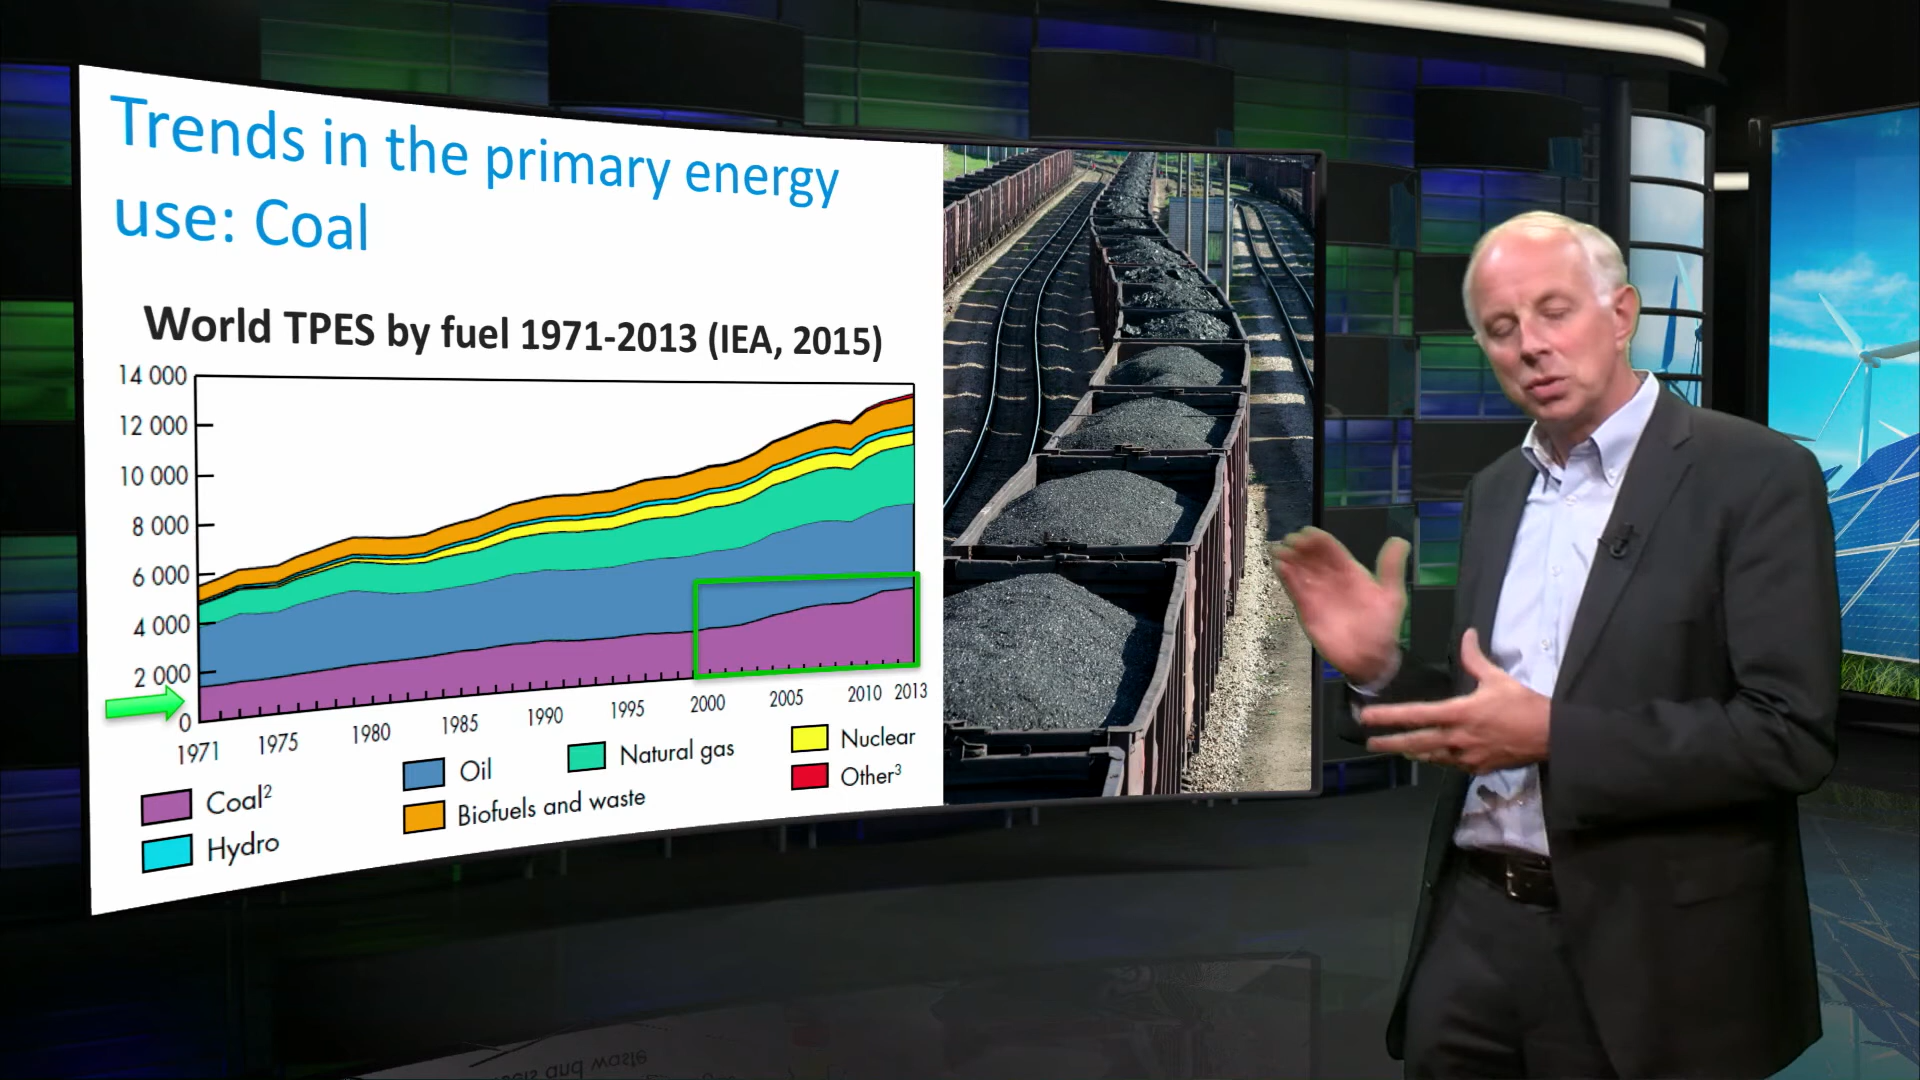 Trends in the primary energy
use: Coal
World TPES by fuel 1971-2013 (IEA, 2015)
14 000
12 000
10 000
8 000
6 000
4 000
2 000
0
1971 1975 1980 1985 1990 1995 2000 2005 2010 2013
Coal² Oil Natural gas Nuclear
Hydro Biofuels and waste Other³